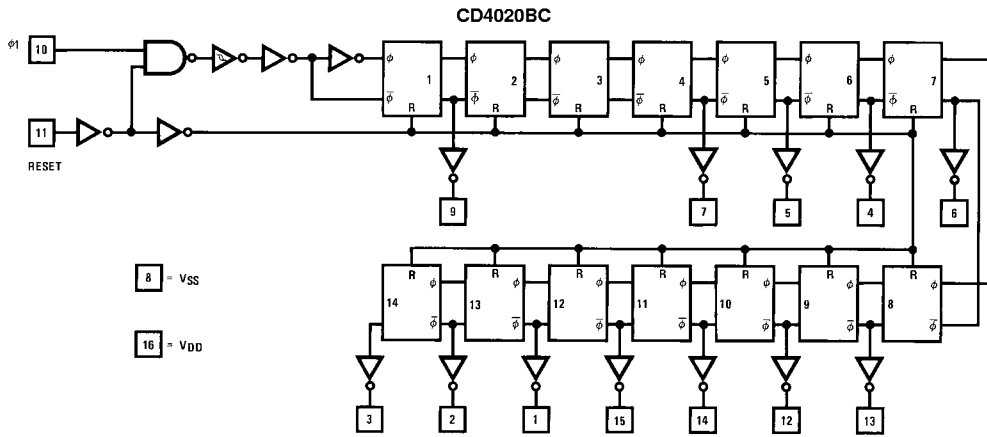 CD4020BC
ϕ1 10
ϕ ϕ ϕ ϕ ϕ ϕ ϕ
1 2 3 4 5 6 7
ϕ̅ ϕ̅ ϕ̅ ϕ̅ ϕ̅ ϕ̅ ϕ̅
R R R R R R R
11
RESET
9 7 5 4 6
R R R R R R R
8 = VSS
ϕ ϕ ϕ ϕ ϕ ϕ ϕ
14 13 12 11 10 9 8
ϕ̅ ϕ̅ ϕ̅ ϕ̅ ϕ̅ ϕ̅ ϕ̅
16 = VDD
3 2 1 15 14 12 13